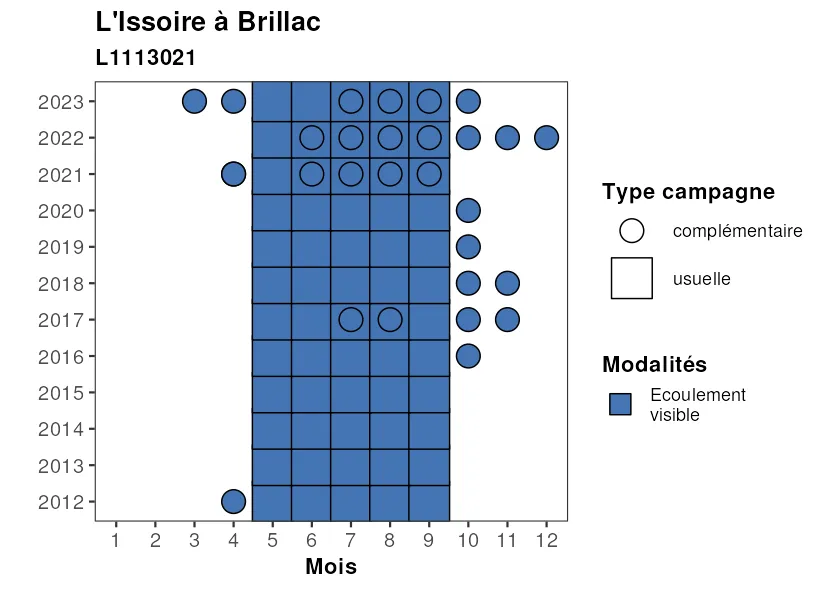 L'Issoire à Brillac
L1113021
2023
2022
2021
2020
2019
2018
2017
2016
2015
2014
2013
2012
1 2 3 4 5 6 7 8 9 10 11 12
Mois
Type campagne
complémentaire
usuelle
Modalités
Ecoulement
visible